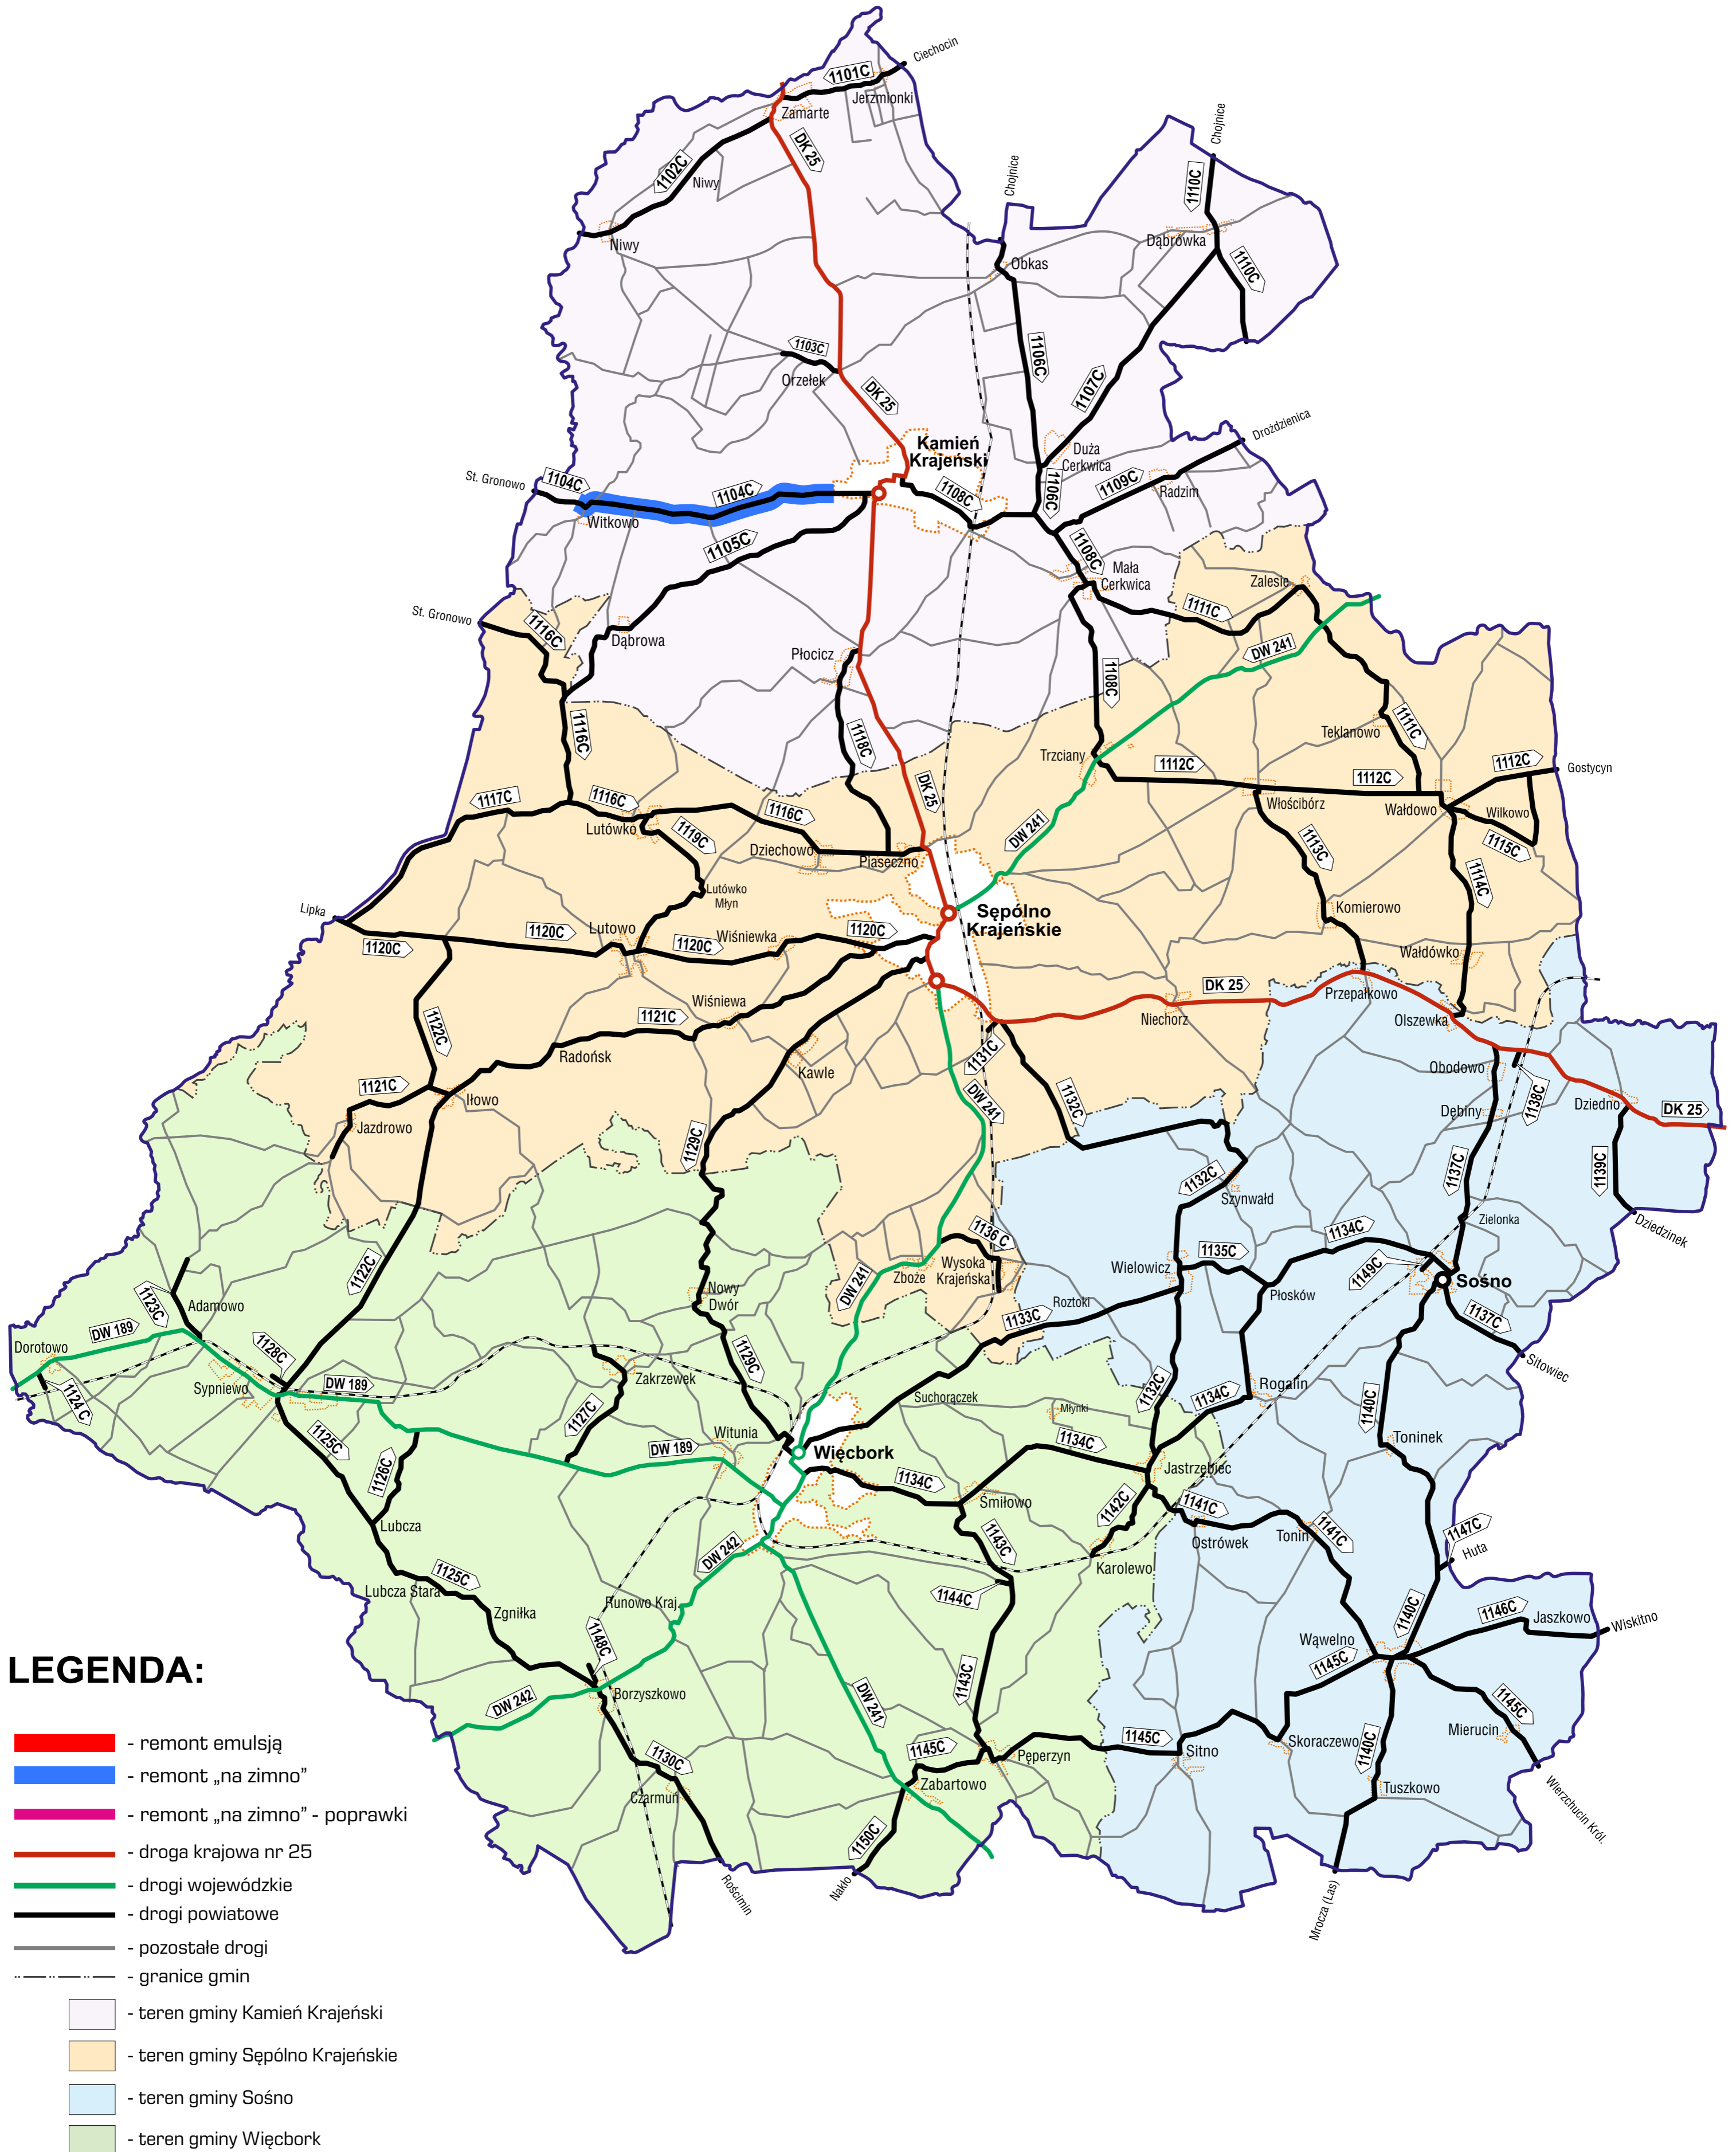 Ciechocin
1101C
Jerzmionki
Zamarte
DK 25
1102C
Niwy
Niwy
Chojnice
Chojnice
1110C
Dąbrówka
1110C
Obkas
1103C
Orzełek
DK 25
1106C
1107C
Kamień
Krajeński
Duża
Cerkwica
Drożdzienica
St. Gronowo
1104C
1104C
Witkowo
1108C
1106C
1109C
Radzim
1105C
1108C
Mała
Cerkwica
Zalesie
1111C
St. Gronowo
1116C
Dąbrowa
Płocicz
DW 241
1108C
1116C
1118C
Teklanowo
1111C
Trzciany
DK 25
1112C
1112C
1112C
Gostycyn
1117C
1116C
1116C
Lutówko
1119C
Włościbórz
Wałdowo
Wilkowo
DW 241
Dziechowo
Piaseczno
1113C
1115C
1114C
Lutówko
Młyn
Lipka
Sępólno
Krajeńskie
Komierowo
1120C
1120C
Lutowo
1120C
Wiśniewka
1120C
Wałdówko
Wiśniewa
DK 25
Przepałkowo
1122C
1121C
Niechorz
Olszewka
Radońsk
1131C
Kawle
Obodowo
1138C
1121C
Iłowo
DW 241
1132C
Dębiny
Dziedno
DK 25
Jazdrowo
1129C
1137C
1139C
1132C
Szynwałd
Zielonka
Dziedzinek
1136 C
1134C
1135C
Wysoka
Krajeńska
Zboże
Wielowicz
1149C
Sośno
1122C
DW 241
Nowy
Dwór
Roztoki
Płosków
1123C
Adamowo
1133C
1137C
DW 189
Dorotowo
1128C
1129C
Sitowiec
Sypniewo
DW 189
Zakrzewek
1124 C
1127C
Suchorączek
Młynki
1132C
1134C
Rogalin
1140C
1125C
1126C
DW 189
Witunia
Więcbork
1134C
Toninek
1134C
Jastrzębiec
Śmiłowo
1142C
1141C
Lubcza
Ostrówek
Tonin
1141C
1147C
Huta
DW 242
1143C
Karolewo
1125C
Lubcza Stara
1144C
Runowo Kraj.
Zgniłka
1140C
1146C
Jaszkowo
Wiskitno
1148C
Wąwelno
1145C
1143C
Borzyszkowo
DW 242
DW 241
1145C
Mierucin
1145C
1145C
Sitno
Skoraczewo
1140C
Pęperzyn
1130C
Zabartowo
Czarmuń
Tuszkowo
Wierzchucin Król.
1150C
Rościmin
Nakło
Mrocza (Las)
LEGENDA:
- remont emulsją
- remont „na zimno”
- remont „na zimno” - poprawki
- droga krajowa nr 25
- drogi wojewódzkie
- drogi powiatowe
- pozostałe drogi
- granice gmin
- teren gminy Kamień Krajeński
- teren gminy Sępólno Krajeńskie
- teren gminy Sośno
- teren gminy Więcbork